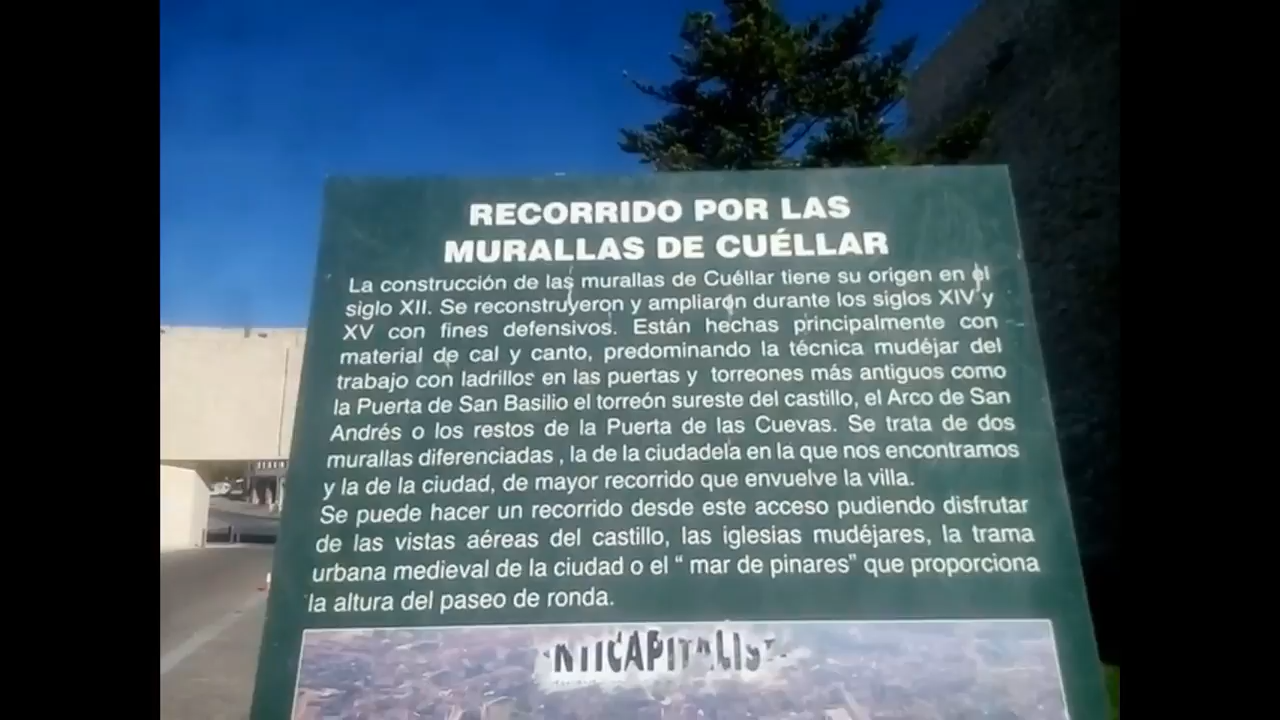 RECORRIDO POR LAS
MURALLAS DE CUÉLLAR
La construcción de las murallas de Cuéllar tiene su origen en el
siglo XII. Se reconstruyeron y ampliaron durante los siglos XIV y
XV con fines defensivos. Están hechas principalmente con
material de cal y canto, predominando la técnica mudéjar del
trabajo con ladrillos en las puertas y torreones más antiguos como
la Puerta de San Basilio el torreón sureste del castillo, el Arco de San
Andrés o los restos de la Puerta de las Cuevas. Se trata de dos
murallas diferenciadas , la de la ciudadela en la que nos encontramos
y la de la ciudad, de mayor recorrido que envuelve la villa.
Se puede hacer un recorrido desde este acceso pudiendo disfrutar
de las vistas aéreas del castillo, las iglesias mudéjares, la trama
urbana medieval de la ciudad o el “ mar de pinares” que proporciona
la altura del paseo de ronda.